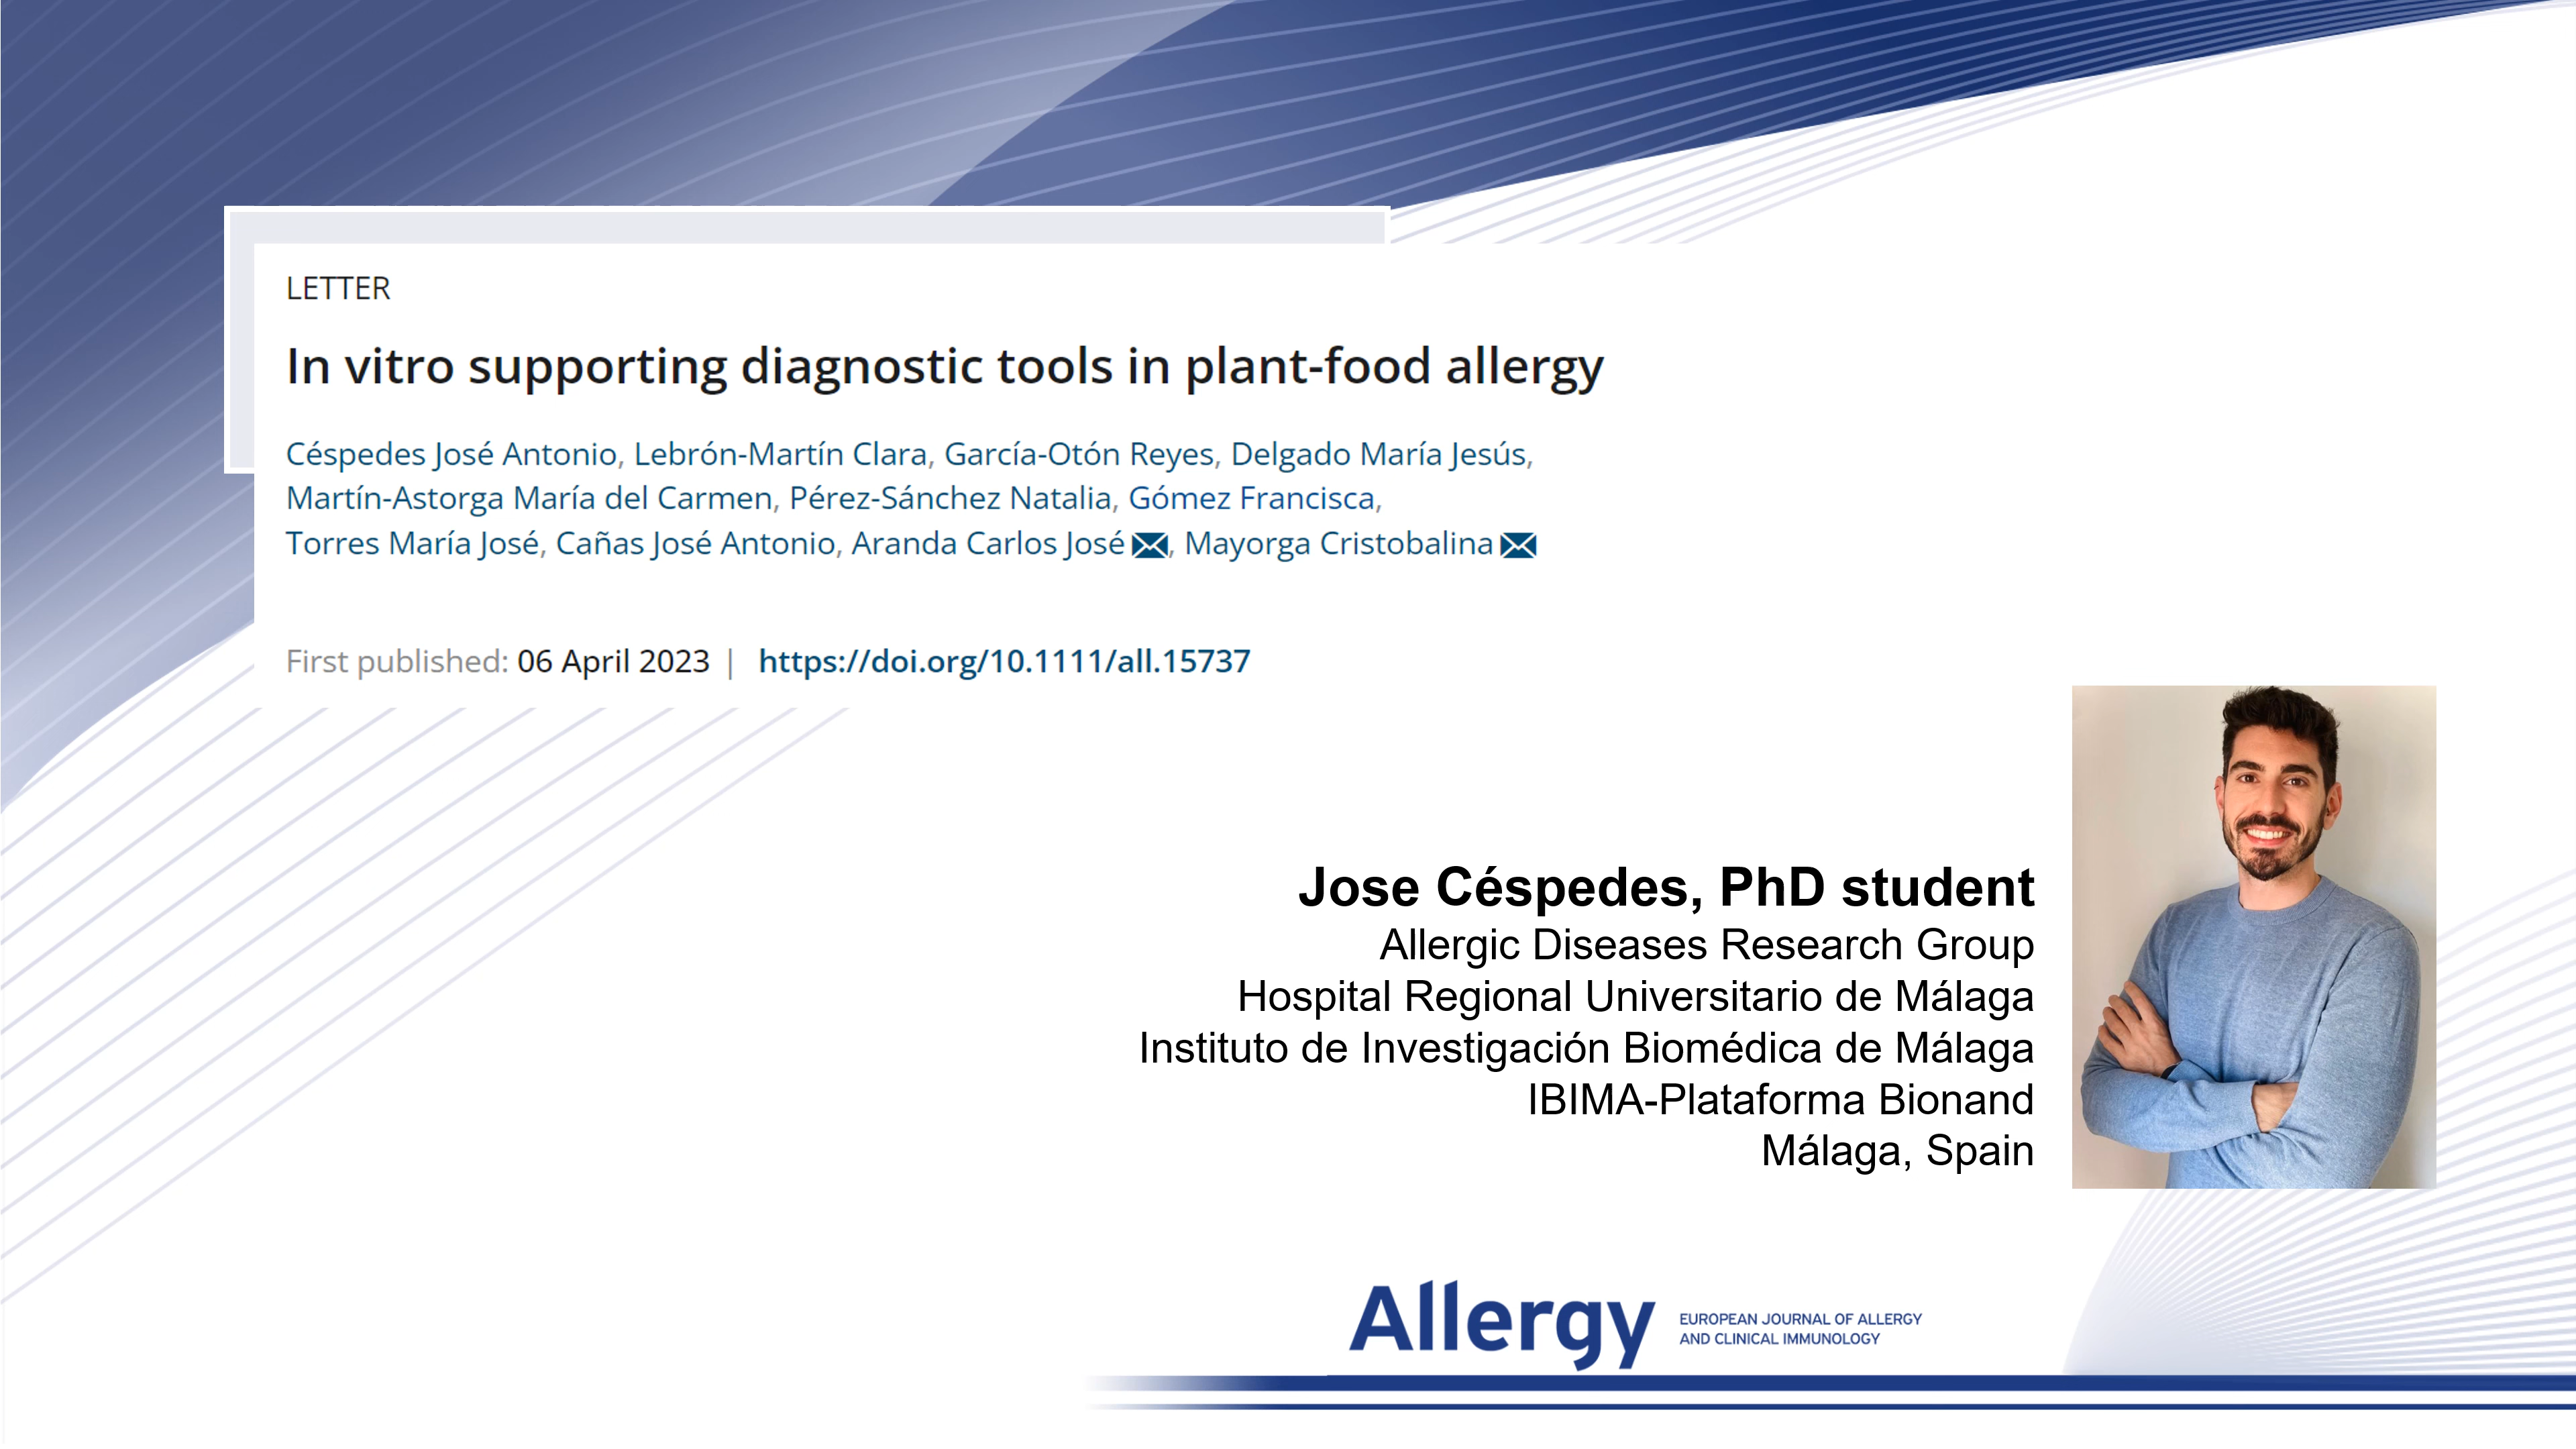 LETTER
In vitro supporting diagnostic tools in plant-food allergy
Céspedes José Antonio, Lebrón-Martín Clara, García-Otón Reyes, Delgado María Jesús,
Martín-Astorga María del Carmen, Pérez-Sánchez Natalia, Gómez Francisca,
Torres María José, Cañas José Antonio, Aranda Carlos José, Mayorga Cristobalina
First published: 06 April 2023 | https://doi.org/10.1111/all.15737
Jose Céspedes, PhD student
Allergic Diseases Research Group
Hospital Regional Universitario de Málaga
Instituto de Investigación Biomédica de Málaga
IBIMA-Plataforma Bionand
Málaga, Spain
Allergy
EUROPEAN JOURNAL OF ALLERGY
AND CLINICAL IMMUNOLOGY